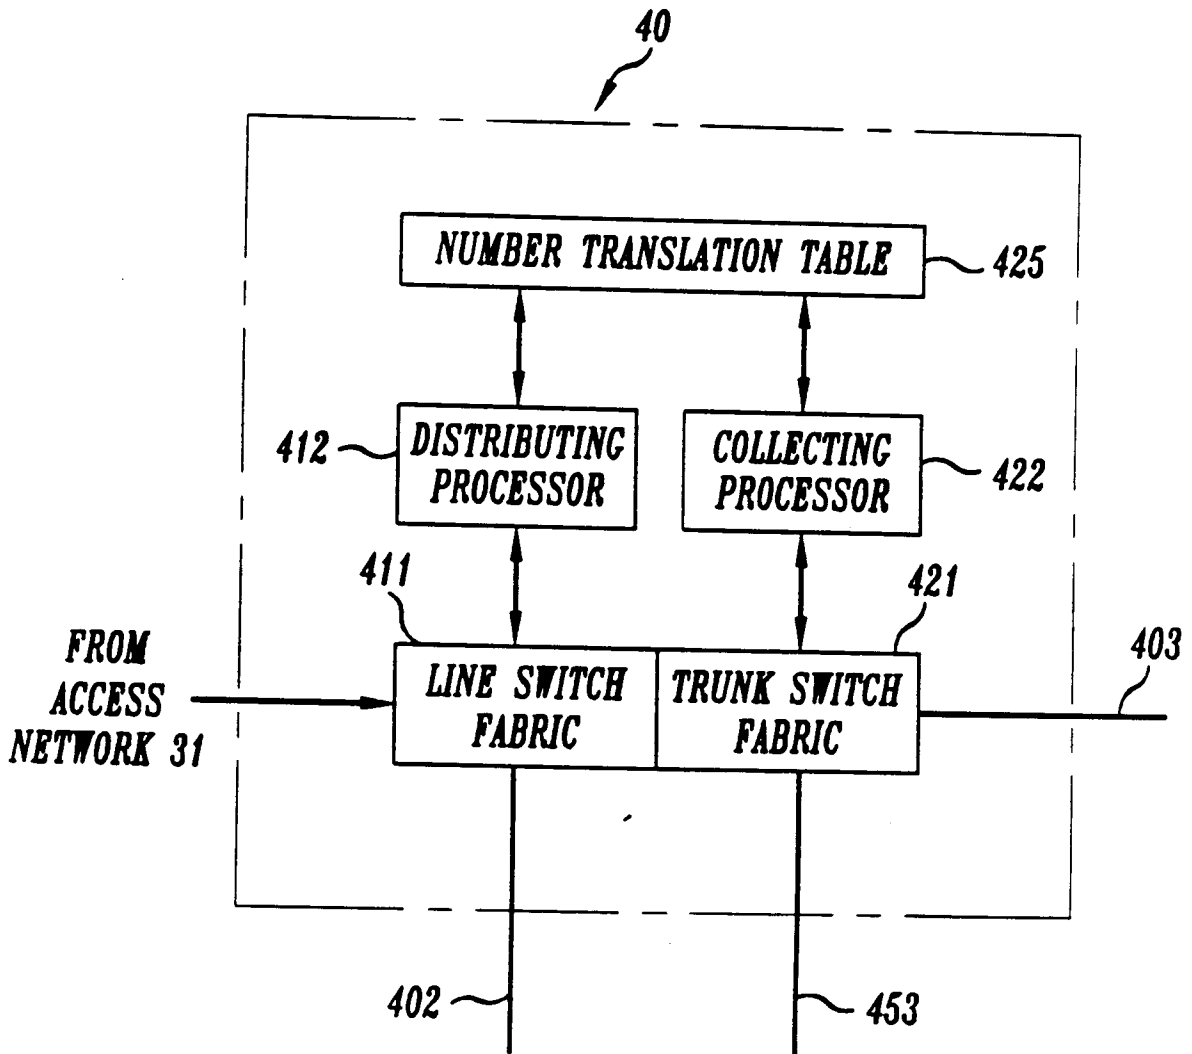 40
NUMBER TRANSLATION TABLE
425
412
DISTRIBUTING
PROCESSOR
COLLECTING
PROCESSOR
422
411
421
FROM
ACCESS
NETWORK 31
LINE SWITCH
FABRIC
TRUNK SWITCH
FABRIC
403
402
453